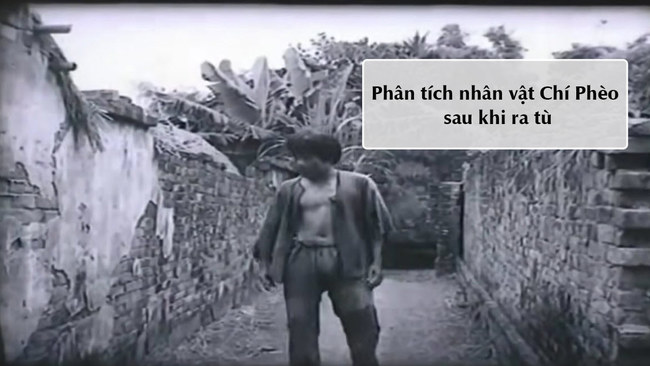 Phân tích nhân vật Chí Phèo
sau khi ra tù